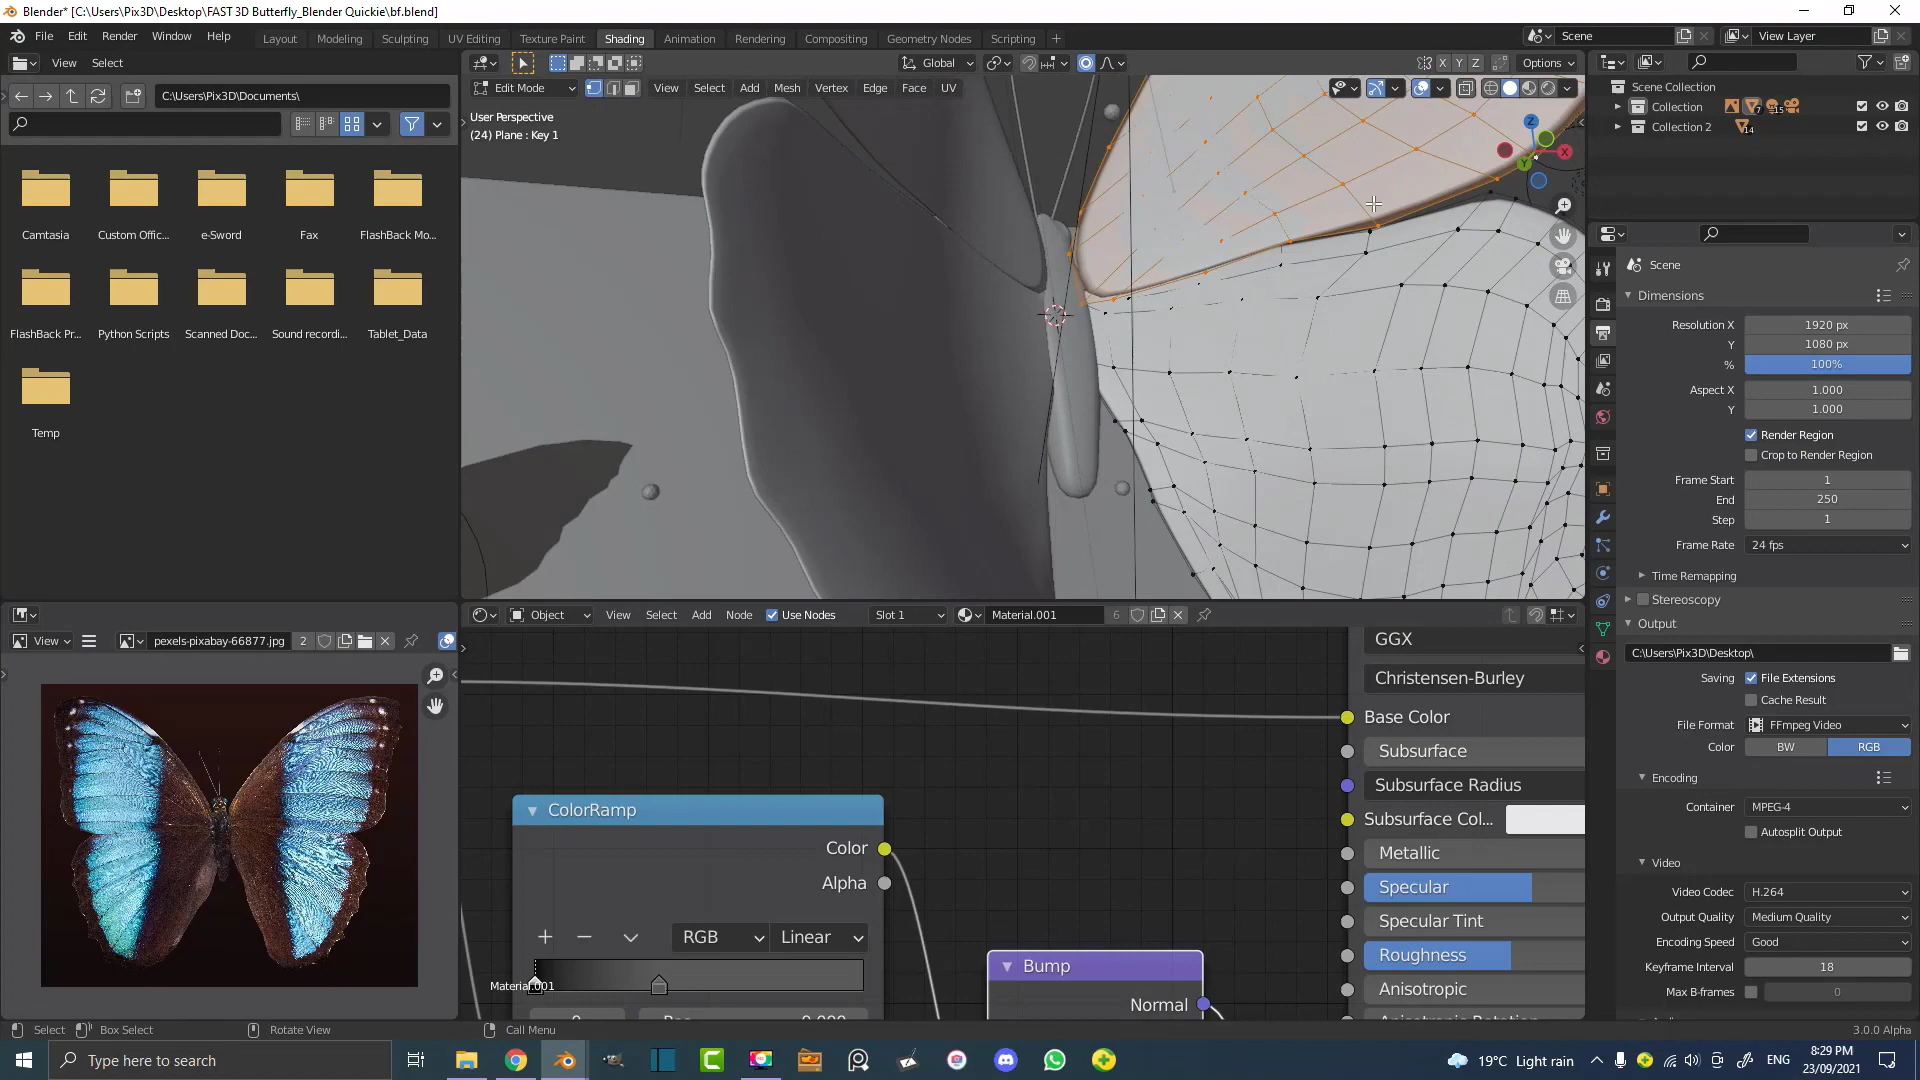 Blender* [C:\Users\Pix3D\Desktop\FAST 3D Butterfly_Blender Quickie\bf.blend]
File Edit Render Window Help
Layout Modeling Sculpting UV Editing Texture Paint Shading Animation Rendering Compositing Geometry Nodes Scripting +
Scene
View Layer
View Select
Global
X Y Z
Options
C:\Users\Pix3D\Documents\
Edit Mode
View Select Add Mesh Vertex Edge Face UV
User Perspective
(24) Plane : Key 1
Z
X
Y
Camtasia
Custom Offic...
e-Sword
Fax
FlashBack Mo...
FlashBack Pr...
Python Scripts
Scanned Doc...
Sound recordi...
Tablet_Data
Temp
Scene Collection
Collection
7
15
Collection 2
14
Scene
Dimensions
Resolution X 1920 px
Y 1080 px
% 100%
Aspect X 1.000
Y 1.000
Render Region
Crop to Render Region
Frame Start 1
End 250
Step 1
Frame Rate 24 fps
Time Remapping
Stereoscopy
Output
C:\Users\Pix3D\Desktop\
Saving File Extensions
Cache Result
File Format FFmpeg Video
Color BW RGB
Encoding
Container MPEG-4
Autosplit Output
Video
Video Codec H.264
Output Quality Medium Quality
Encoding Speed Good
Keyframe Interval 18
Max B-frames 0
Object
View Select Add Node
Use Nodes
Slot 1
Material.001
6
View
pexels-pixabay-66877.jpg
2
GGX
Christensen-Burley
Base Color
Subsurface
Subsurface Radius
Subsurface Col...
Metallic
Specular
Specular Tint
Roughness
Anisotropic
ColorRamp
Color
Alpha
RGB
Linear
Material.001
Bump
Normal
Select
Box Select
Rotate View
Call Menu
3.0.0 Alpha
Type here to search
19°C Light rain
ENG
8:29 PM
23/09/2021